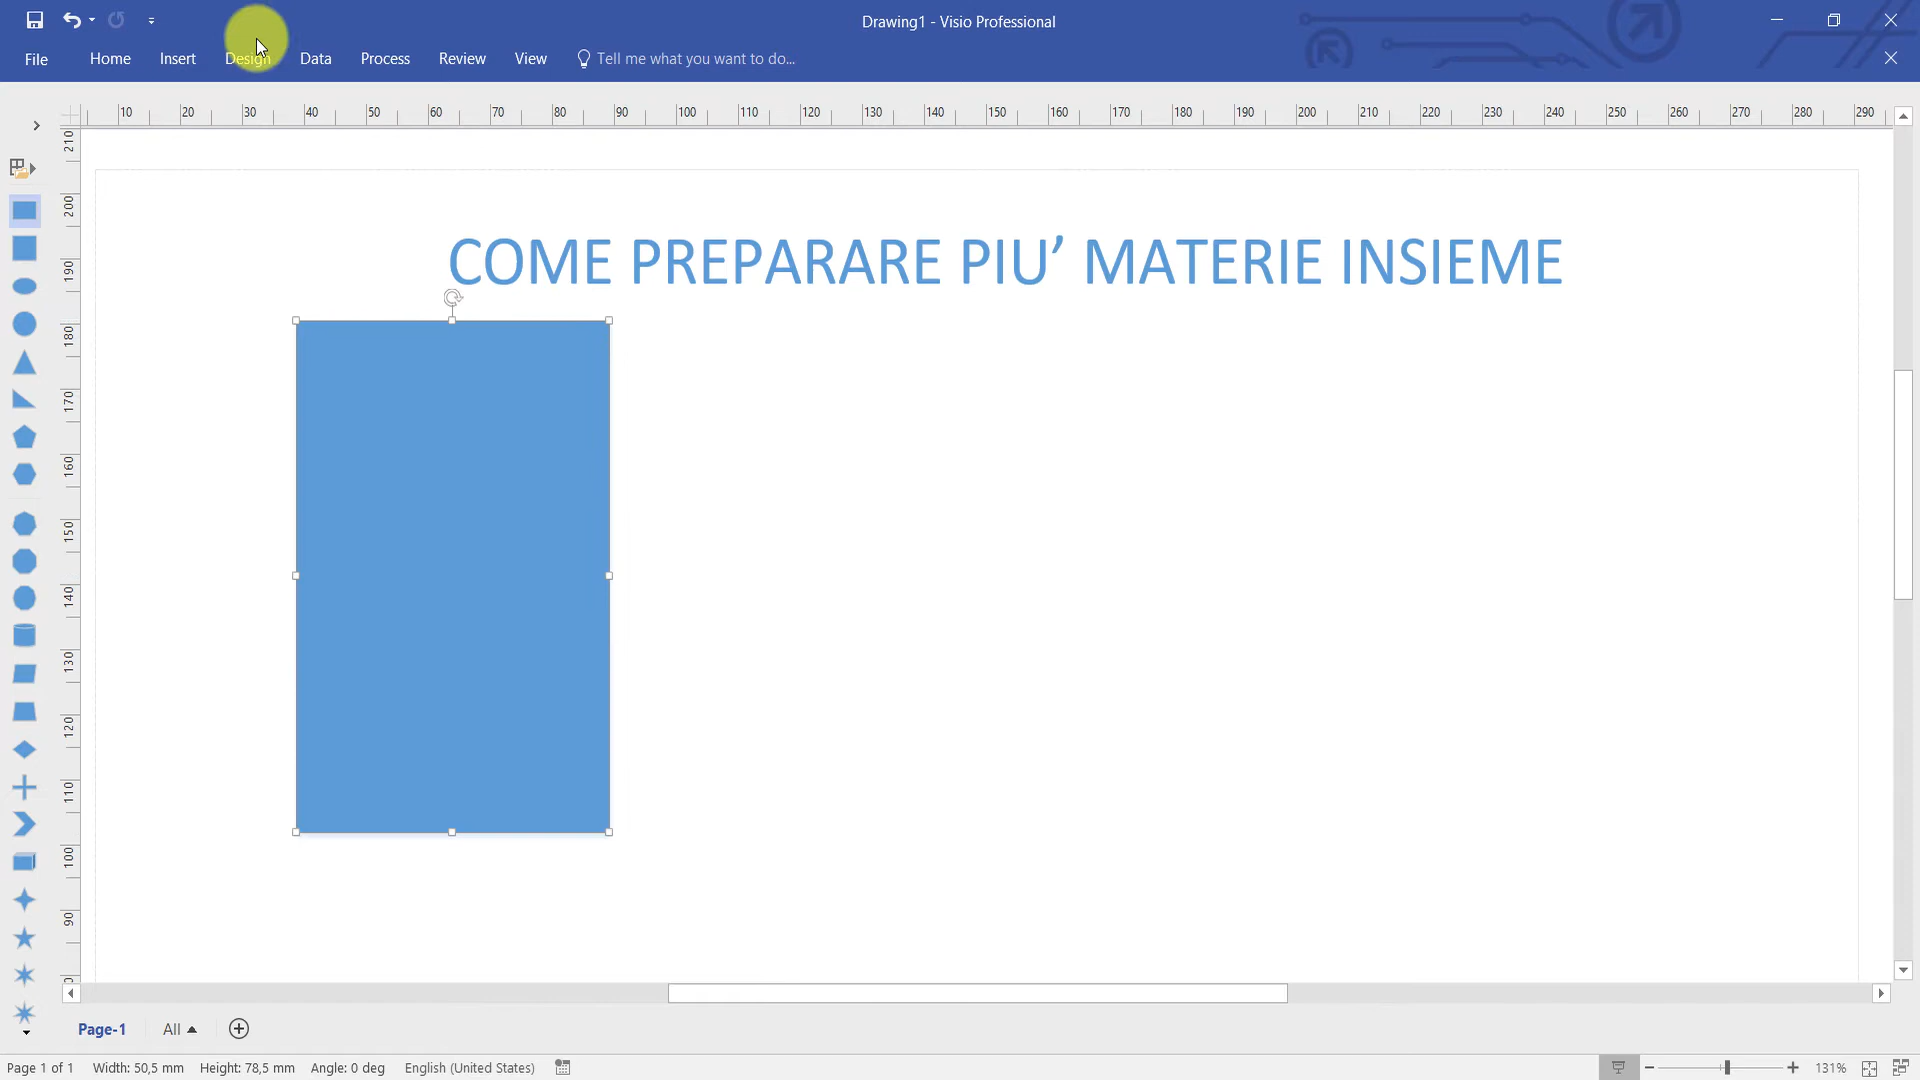 Drawing1 - Visio Professional
File Home Insert Design Data Process Review View Tell me what you want to do...
10 20 30 40 50 60 70 80 90 100 110 120 130 140 150 160 170 180 190 200 210 220 230 240 250 260 270 280 290
210
200
190
180
170
160
150
140
130
120
110
100
90
COME PREPARARE PIU’ MATERIE INSIEME
Page-1 All
Page 1 of 1 Width: 50,5 mm Height: 78,5 mm Angle: 0 deg English (United States) 131%